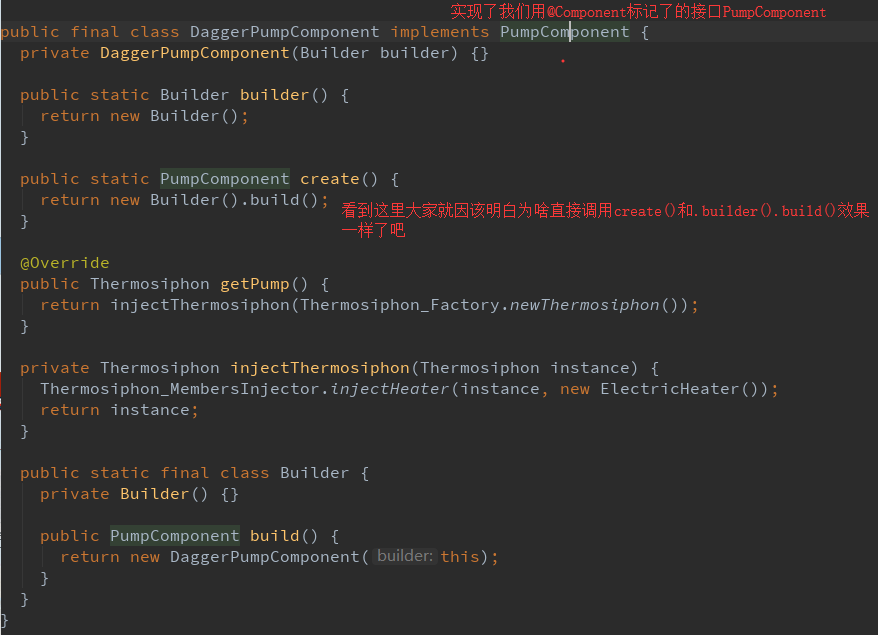 实现了我们用@Component标记了的接口PumpComponent
public final class DaggerPumpComponent implements PumpComponent {
  private DaggerPumpComponent(Builder builder) {}

  public static Builder builder() {
    return new Builder();
  }

  public static PumpComponent create() {
    return new Builder().build();
看到这里大家就因该明白为啥直接调用create()和.builder().build()效果
一样了吧
  }

  @Override
  public Thermosiphon getPump() {
    return injectThermosiphon(Thermosiphon_Factory.newThermosiphon());
  }

  private Thermosiphon injectThermosiphon(Thermosiphon instance) {
    Thermosiphon_MembersInjector.injectHeater(instance, new ElectricHeater());
    return instance;
  }

  public static final class Builder {
    private Builder() {}

    public PumpComponent build() {
      return new DaggerPumpComponent( builder: this);
    }
  }
}